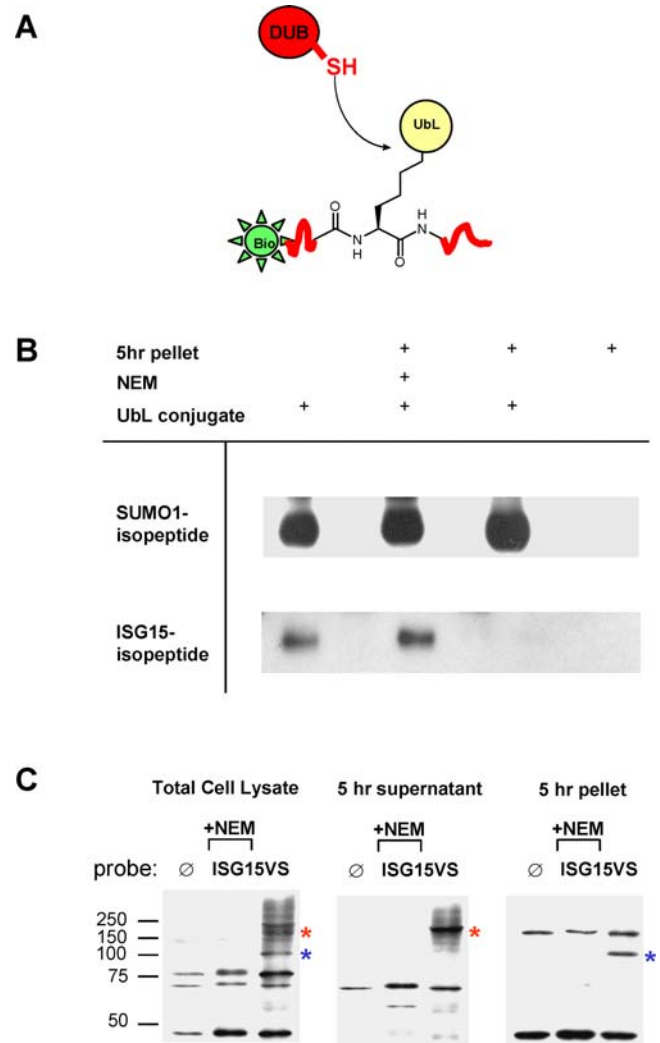 A
DUB
SH
UbL
O
N
H
H
N
O
Bio
B
5hr pellet + + +
NEM +
UbL conjugate + + +
SUMO1-
isopeptide
ISG15-
isopeptide
C
Total Cell Lysate 5 hr supernatant 5 hr pellet
+NEM +NEM +NEM
probe: ∅ ISG15VS ∅ ISG15VS ∅ ISG15VS
250
150
100
75
50
* * *
*